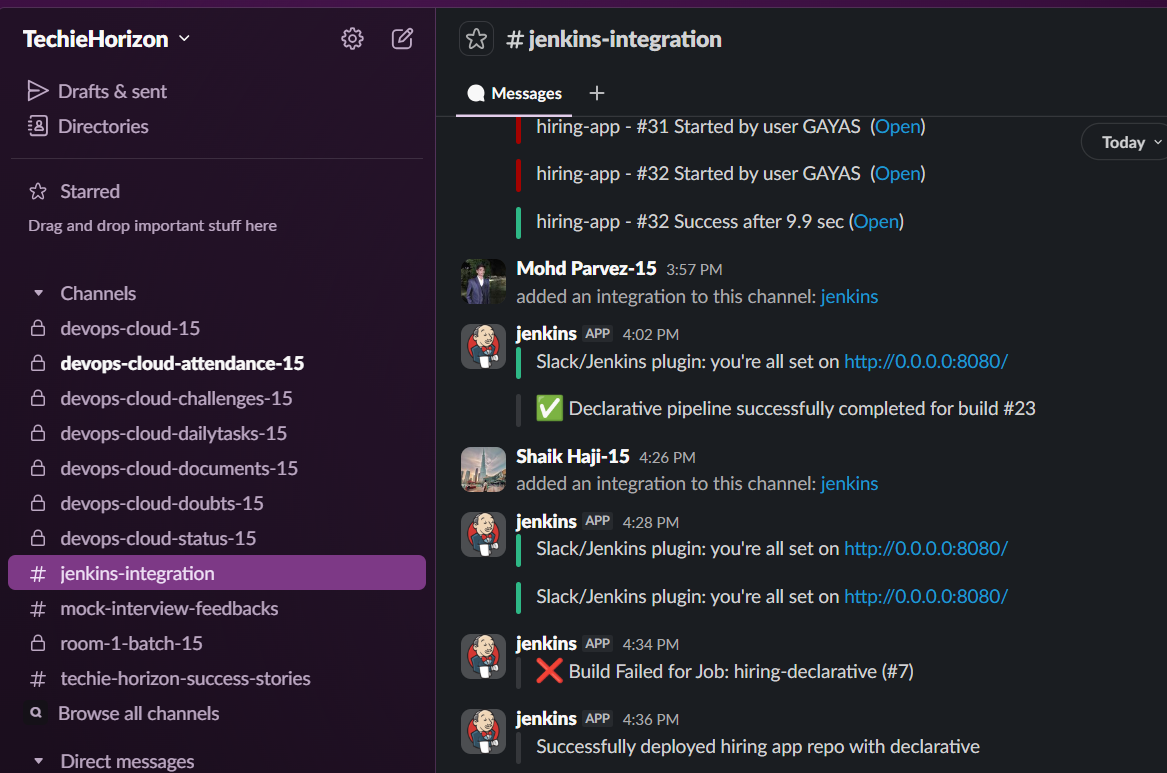 TechieHorizon
Drafts & sent
Directories
Starred
Drag and drop important stuff here
Channels
devops-cloud-15
devops-cloud-attendance-15
devops-cloud-challenges-15
devops-cloud-dailytasks-15
devops-cloud-documents-15
devops-cloud-doubts-15
devops-cloud-status-15
# jenkins-integration
# mock-interview-feedbacks
room-1-batch-15
# techie-horizon-success-stories
Browse all channels
Direct messages
# jenkins-integration
Messages +
Today
hiring-app - #31 Started by user GAYAS (Open)
hiring-app - #32 Started by user GAYAS (Open)
hiring-app - #32 Success after 9.9 sec (Open)
Mohd Parvez-15 3:57 PM
added an integration to this channel: jenkins
jenkins APP 4:02 PM
Slack/Jenkins plugin: you're all set on http://0.0.0.0:8080/
✅ Declarative pipeline successfully completed for build #23
Shaik Haji-15 4:26 PM
added an integration to this channel: jenkins
jenkins APP 4:28 PM
Slack/Jenkins plugin: you're all set on http://0.0.0.0:8080/
Slack/Jenkins plugin: you're all set on http://0.0.0.0:8080/
jenkins APP 4:34 PM
❌ Build Failed for Job: hiring-declarative (#7)
jenkins APP 4:36 PM
Successfully deployed hiring app repo with declarative